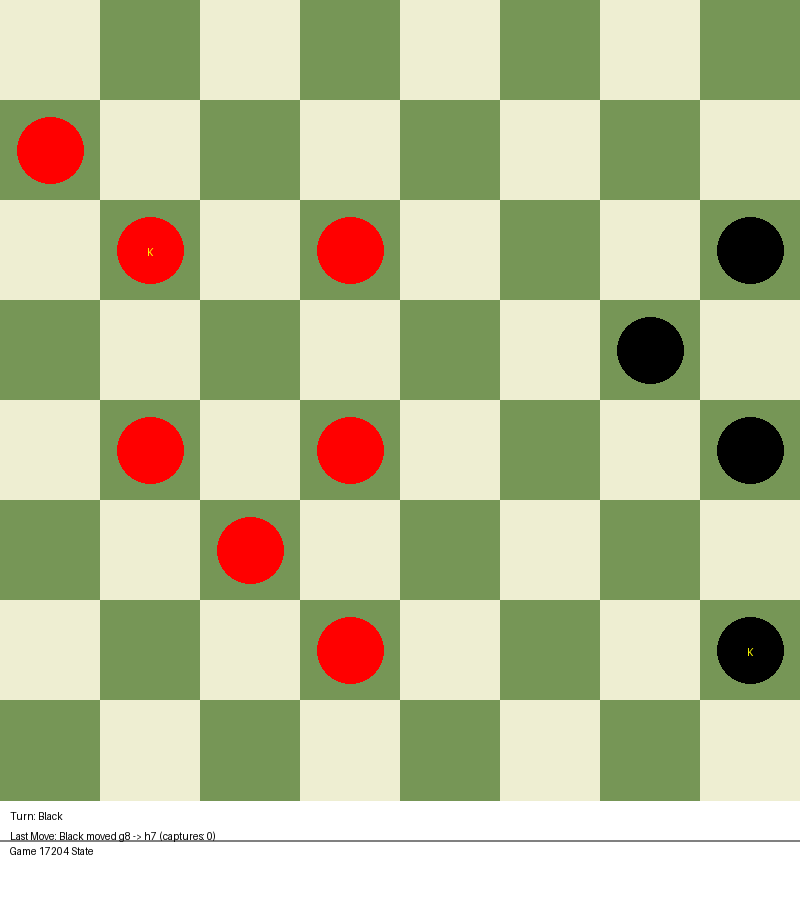 K
K
Turn: Black
Last Move: Black moved g8 -> h7 (captures: 0)
Game 17204 State